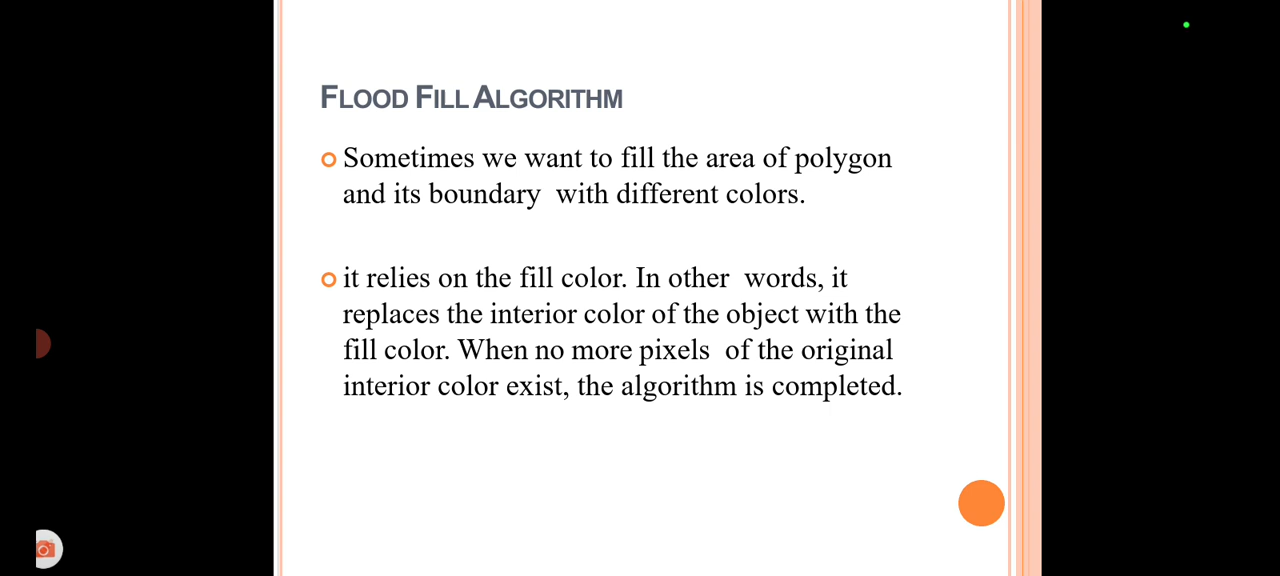 FLOOD FILL ALGORITHM
Sometimes we want to fill the area of polygon
and its boundary  with different colors.
it relies on the fill color. In other  words, it
replaces the interior color of the object with the
fill color. When no more pixels  of the original
interior color exist, the algorithm is completed.